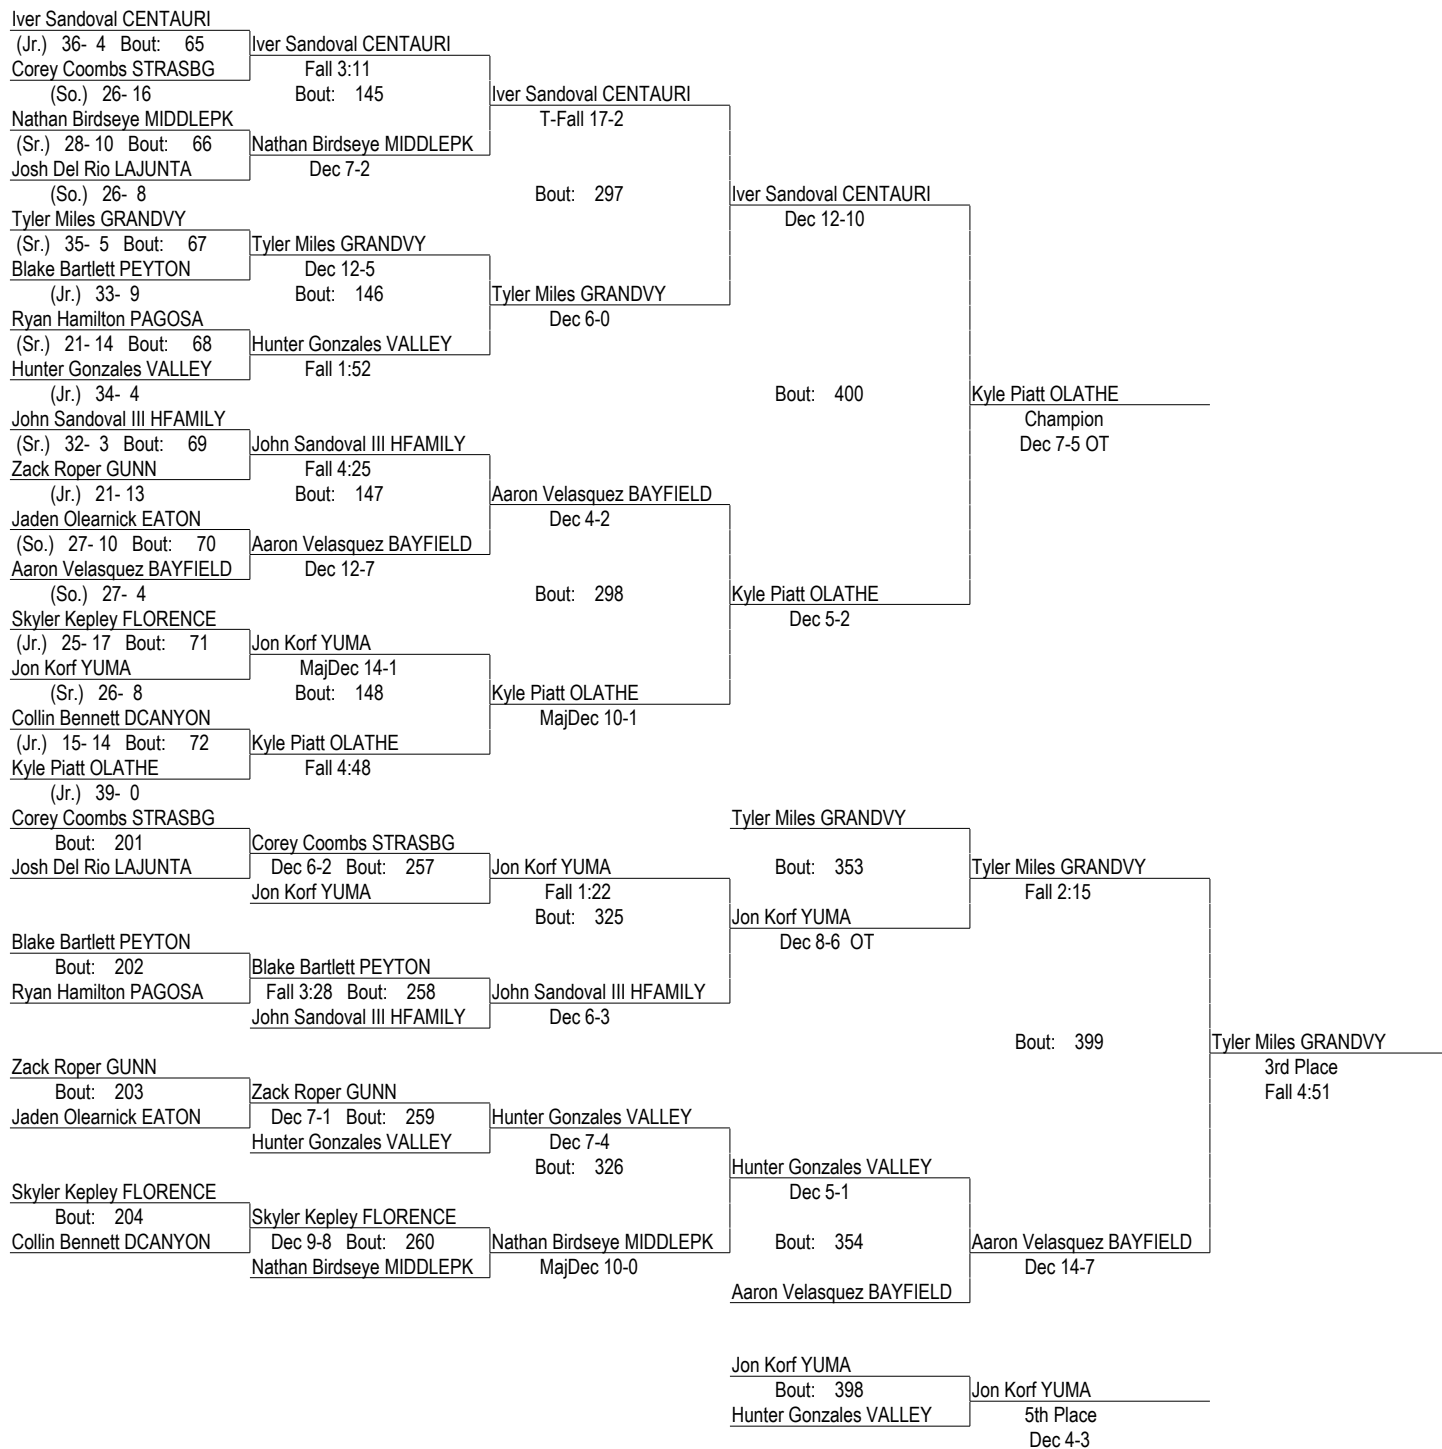 Iver Sandoval CENTAURI
(Jr.) 36- 4 Bout: 65 Iver Sandoval CENTAURI
Corey Coombs STRASBG Fall 3:11
(So.) 26- 16 Bout: 145 Iver Sandoval CENTAURI
Nathan Birdseye MIDDLEPK T-Fall 17-2
(Sr.) 28- 10 Bout: 66 Nathan Birdseye MIDDLEPK
Josh Del Rio LAJUNTA Dec 7-2
(So.) 26- 8 Bout: 297 Iver Sandoval CENTAURI
Tyler Miles GRANDVY Dec 12-10
(Sr.) 35- 5 Bout: 67 Tyler Miles GRANDVY
Blake Bartlett PEYTON Dec 12-5
(Jr.) 33- 9 Bout: 146 Tyler Miles GRANDVY
Ryan Hamilton PAGOSA Dec 6-0
(Sr.) 21- 14 Bout: 68 Hunter Gonzales VALLEY
Hunter Gonzales VALLEY Fall 1:52
(Jr.) 34- 4 Bout: 400 Kyle Piatt OLATHE
John Sandoval III HFAMILY Champion
(Sr.) 32- 3 Bout: 69 John Sandoval III HFAMILY Dec 7-5 OT
Zack Roper GUNN Fall 4:25
(Jr.) 21- 13 Bout: 147 Aaron Velasquez BAYFIELD
Jaden Olearnick EATON Dec 4-2
(So.) 27- 10 Bout: 70 Aaron Velasquez BAYFIELD
Aaron Velasquez BAYFIELD Dec 12-7
(So.) 27- 4 Bout: 298 Kyle Piatt OLATHE
Skyler Kepley FLORENCE Dec 5-2
(Jr.) 25- 17 Bout: 71 Jon Korf YUMA
Jon Korf YUMA MajDec 14-1
(Sr.) 26- 8 Bout: 148 Kyle Piatt OLATHE
Collin Bennett DCANYON MajDec 10-1
(Jr.) 15- 14 Bout: 72 Kyle Piatt OLATHE
Kyle Piatt OLATHE Fall 4:48
(Jr.) 39- 0
Corey Coombs STRASBG Tyler Miles GRANDVY
Bout: 201 Corey Coombs STRASBG
Josh Del Rio LAJUNTA Dec 6-2 Bout: 257 Jon Korf YUMA Bout: 353 Tyler Miles GRANDVY
Jon Korf YUMA Fall 1:22 Fall 2:15
Bout: 325 Jon Korf YUMA
Blake Bartlett PEYTON Dec 8-6 OT
Bout: 202 Blake Bartlett PEYTON
Ryan Hamilton PAGOSA Fall 3:28 Bout: 258 John Sandoval III HFAMILY
John Sandoval III HFAMILY Dec 6-3
Bout: 399 Tyler Miles GRANDVY
Zack Roper GUNN 3rd Place
Bout: 203 Zack Roper GUNN Fall 4:51
Jaden Olearnick EATON Dec 7-1 Bout: 259 Hunter Gonzales VALLEY
Hunter Gonzales VALLEY Dec 7-4
Bout: 326 Hunter Gonzales VALLEY
Skyler Kepley FLORENCE Dec 5-1
Bout: 204 Skyler Kepley FLORENCE
Collin Bennett DCANYON Dec 9-8 Bout: 260 Nathan Birdseye MIDDLEPK Bout: 354 Aaron Velasquez BAYFIELD
Nathan Birdseye MIDDLEPK MajDec 10-0 Dec 14-7
Aaron Velasquez BAYFIELD
Jon Korf YUMA
Bout: 398 Jon Korf YUMA
Hunter Gonzales VALLEY 5th Place
Dec 4-3